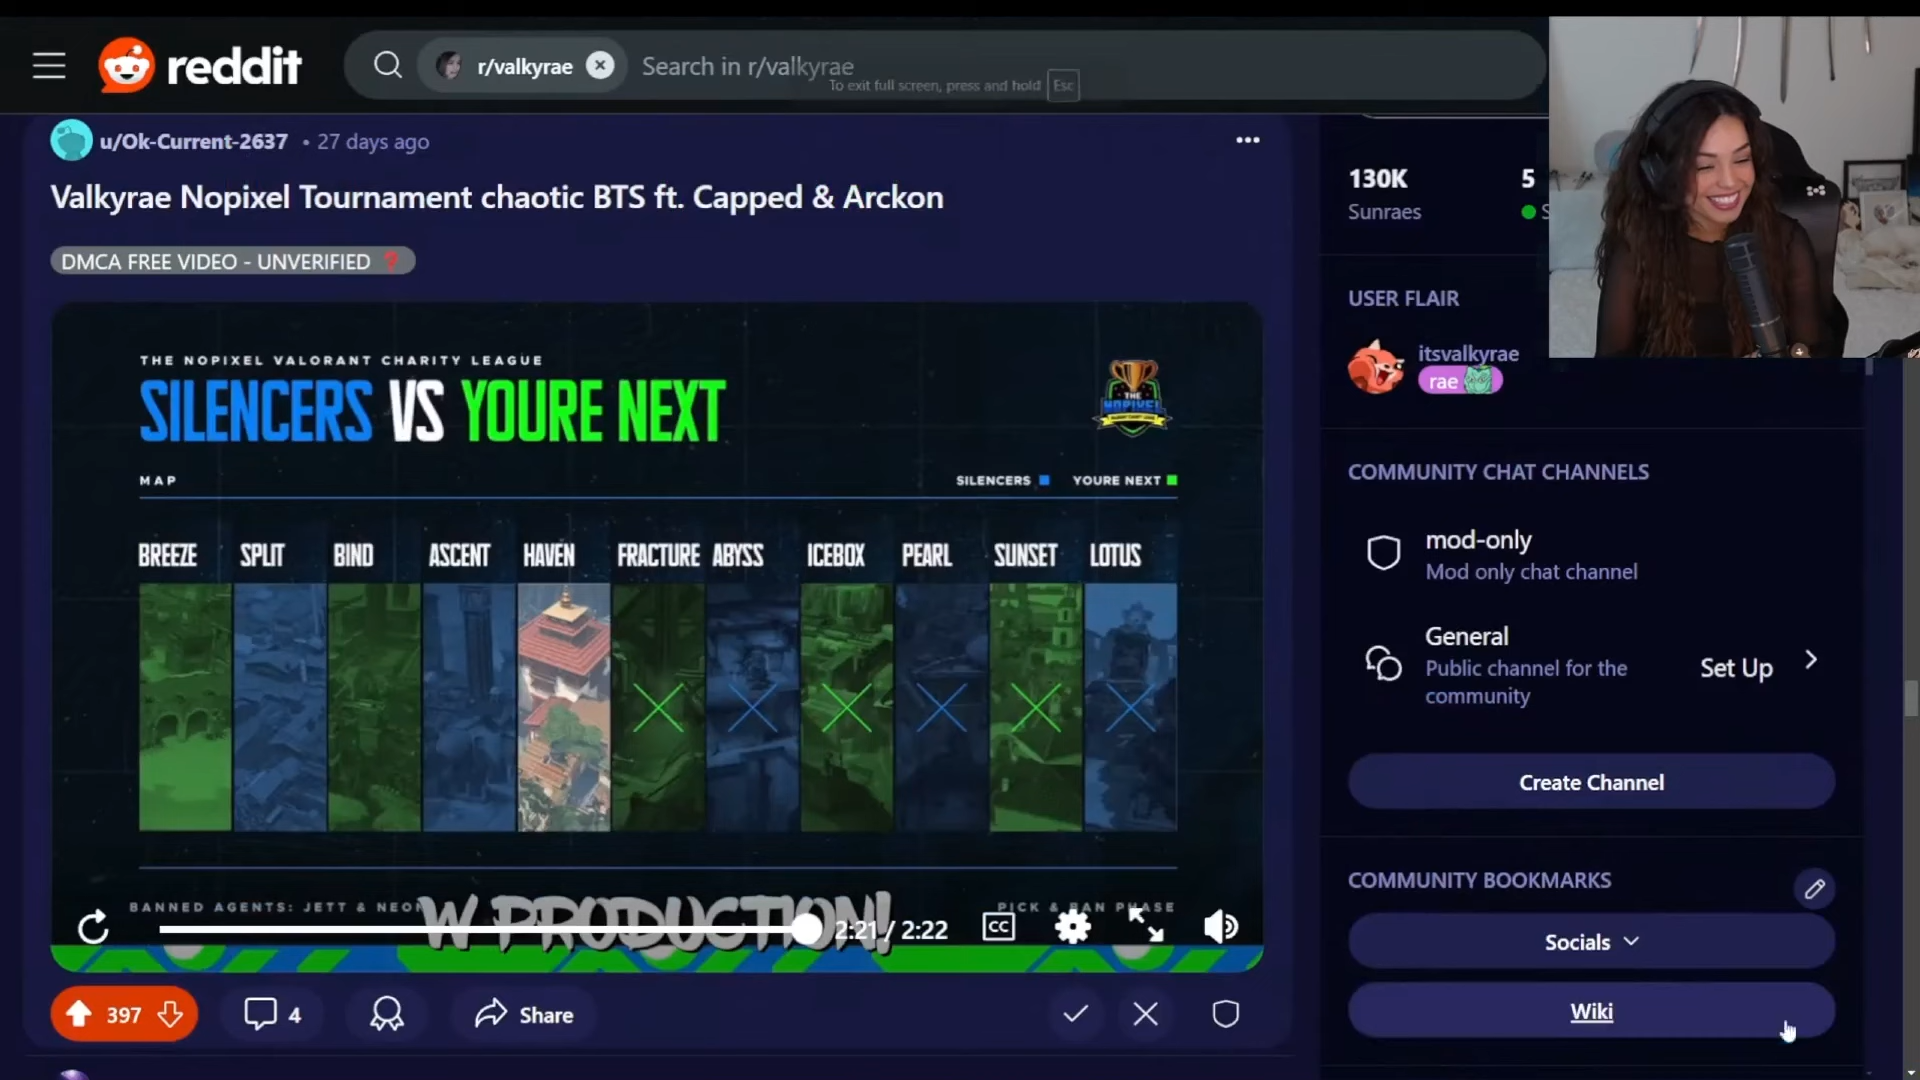 reddit
r/valkyrae
Search in r/valkyrae
To exit full screen, press and hold Esc
u/Ok-Current-2637 • 27 days ago
Valkyrae Nopixel Tournament chaotic BTS ft. Capped & Arckon
DMCA FREE VIDEO - UNVERIFIED ❓
THE NOPIXEL VALORANT CHARITY LEAGUE
SILENCERS VS YOURE NEXT
THE
NOPIXEL
MAP
SILENCERS YOURE NEXT
BREEZE SPLIT BIND ASCENT HAVEN FRACTURE ABYSS ICEBOX PEARL SUNSET LOTUS
BANNED AGENTS: JETT & NEON
W PRODUCTION!
PICK & BAN PHASE
2:21 / 2:22
CC
397
4
Share
130K
5
Sunraes
S
USER FLAIR
itsvalkyrae
rae
COMMUNITY CHAT CHANNELS
mod-only
Mod only chat channel
General
Public channel for the
community
Set Up
Create Channel
COMMUNITY BOOKMARKS
Socials
Wiki